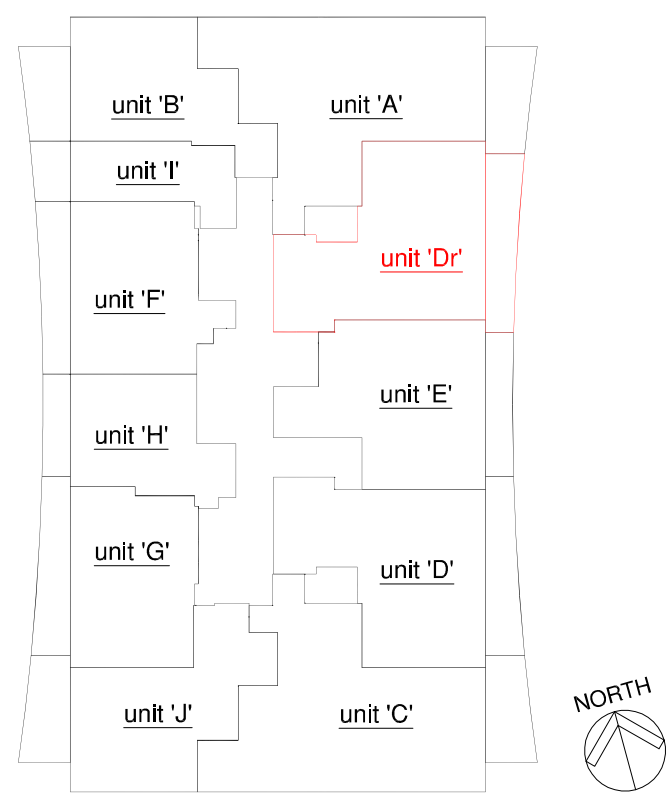 unit 'B'
unit 'A'
unit 'I'
unit 'Dr'
unit 'F'
unit 'E'
unit 'H'
unit 'G'
unit 'D'
unit 'J'
unit 'C'
NORTH